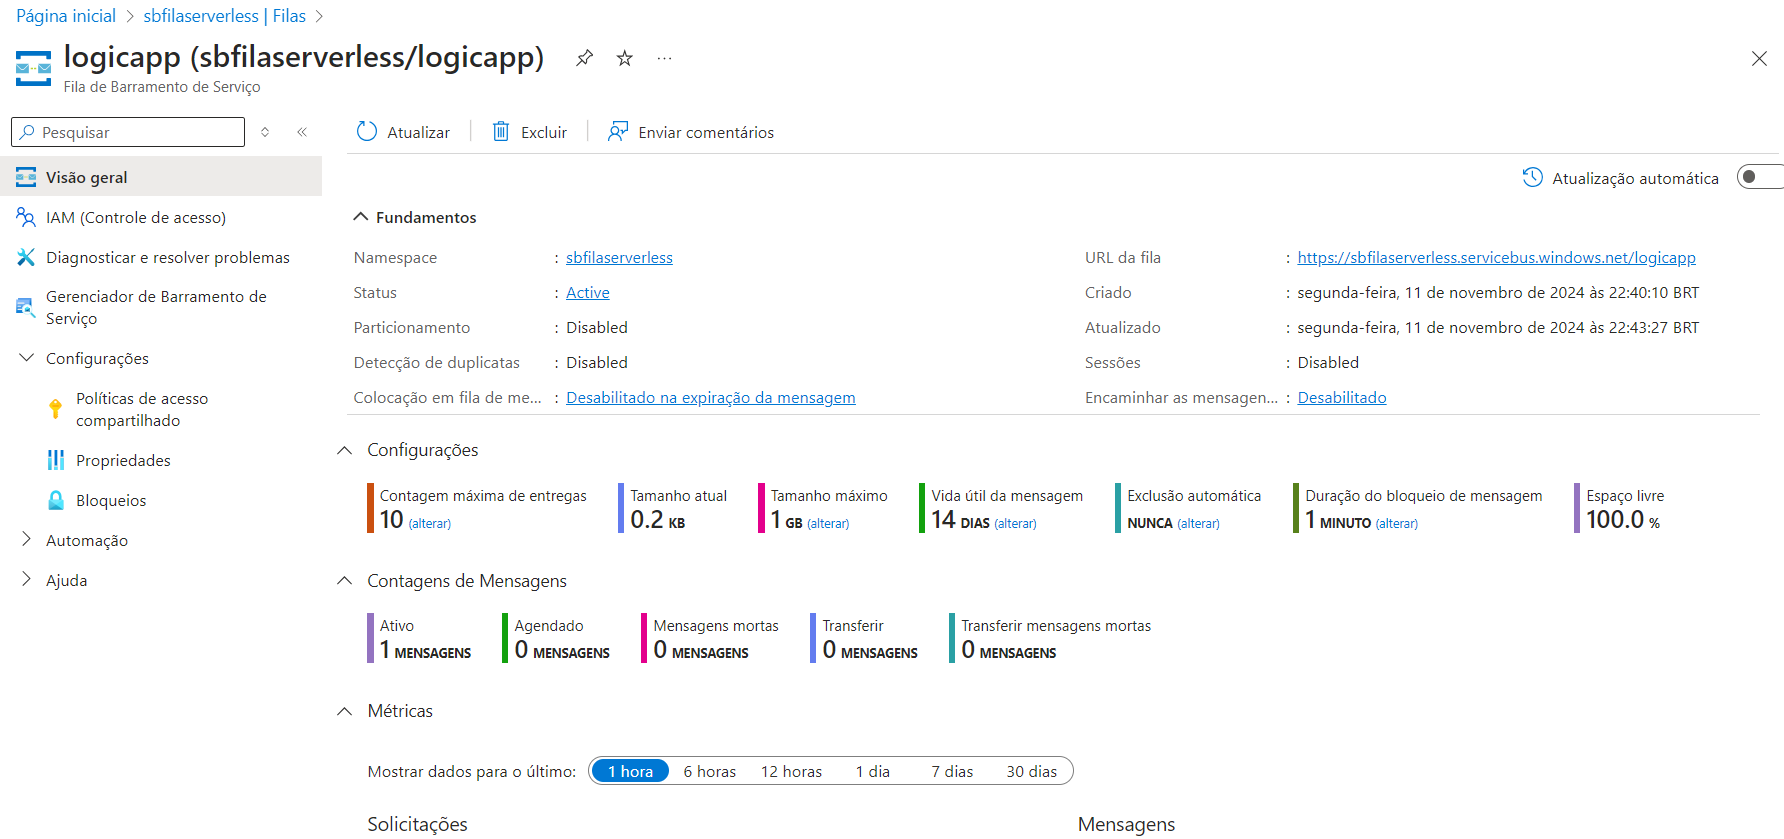 Página inicial > sbfilaserverless | Filas >
logicapp (sbfilaserverless/logicapp) ...
Fila de Barramento de Serviço
Pesquisar
Atualizar
Excluir
Enviar comentários
Visão geral
IAM (Controle de acesso)
Diagnosticar e resolver problemas
Gerenciador de Barramento de
Serviço
Configurações
Políticas de acesso
compartilhado
Propriedades
Bloqueios
Automação
Ajuda
Atualização automática
Fundamentos
Namespace : sbfilaserverless
Status : Active
Particionamento : Disabled
Detecção de duplicatas : Disabled
Colocação em fila de me... : Desabilitado na expiração da mensagem
URL da fila : https://sbfilaserverless.servicebus.windows.net/logicapp
Criado : segunda-feira, 11 de novembro de 2024 às 22:40:10 BRT
Atualizado : segunda-feira, 11 de novembro de 2024 às 22:43:27 BRT
Sessões : Disabled
Encaminhar as mensagen... : Desabilitado
Configurações
Contagem máxima de entregas
10 (alterar)
Tamanho atual
0.2 KB
Tamanho máximo
1 GB (alterar)
Vida útil da mensagem
14 DIAS (alterar)
Exclusão automática
NUNCA (alterar)
Duração do bloqueio de mensagem
1 MINUTO (alterar)
Espaço livre
100.0 %
Contagens de Mensagens
Ativo
1 MENSAGENS
Agendado
0 MENSAGENS
Mensagens mortas
0 MENSAGENS
Transferir
0 MENSAGENS
Transferir mensagens mortas
0 MENSAGENS
Métricas
Mostrar dados para o último: 1 hora 6 horas 12 horas 1 dia 7 dias 30 dias
Solicitações
Mensagens